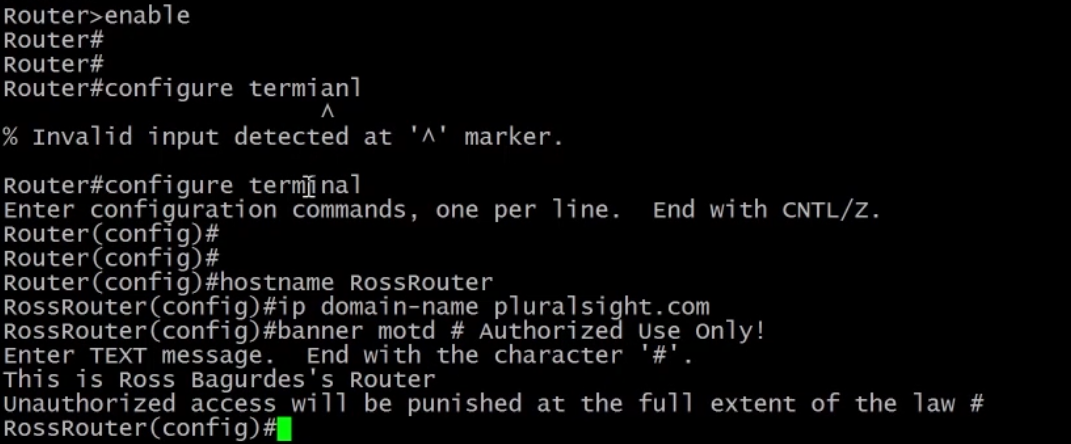 Router>enable
Router#
Router#
Router#configure termianl
^
% Invalid input detected at '^' marker.
Router#configure terminal
Enter configuration commands, one per line.  End with CNTL/Z.
Router(config)#
Router(config)#
Router(config)#hostname RossRouter
RossRouter(config)#ip domain-name pluralsight.com
RossRouter(config)#banner motd # Authorized Use Only!
Enter TEXT message.  End with the character '#'.
This is Ross Bagurdes's Router
Unauthorized access will be punished at the full extent of the law #
RossRouter(config)#